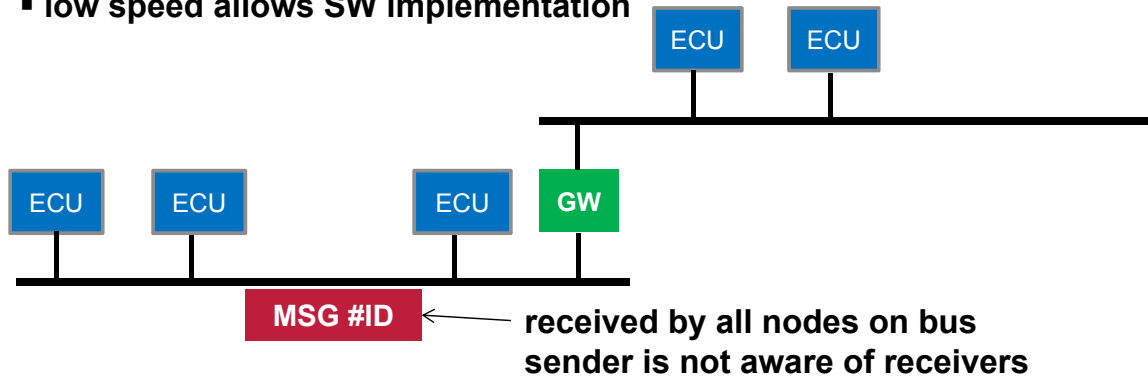 ▪ low speed allows SW implementation
ECU ECU
ECU ECU ECU GW
MSG #ID
received by all nodes on bus
sender is not aware of receivers